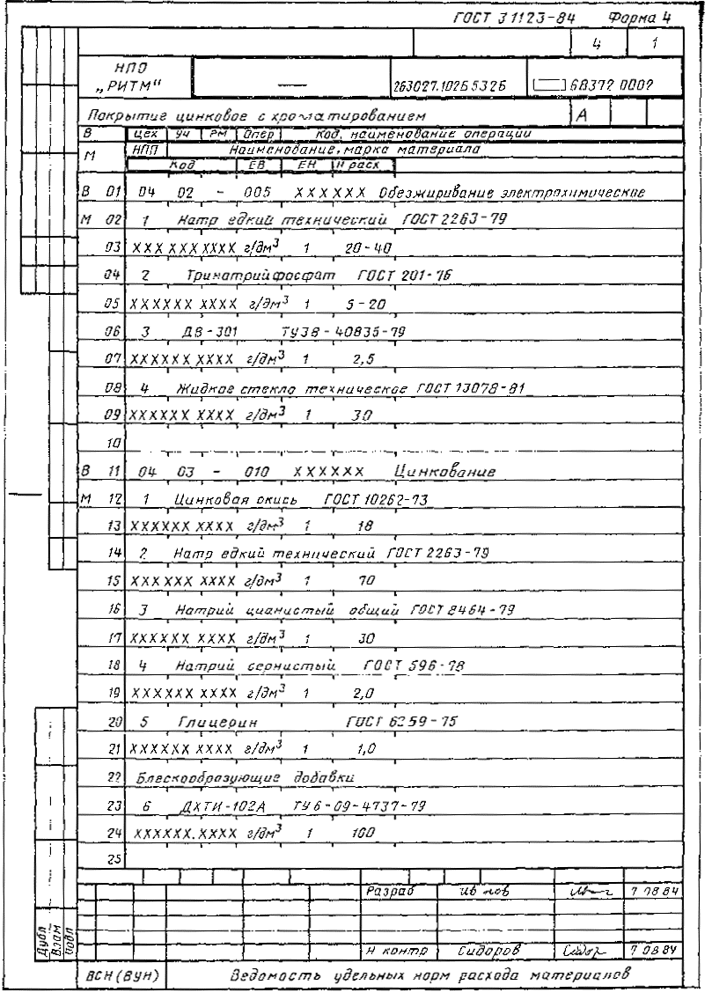 ГОСТ 3.1123-84 Форма 4
4 1
НПО „РИТМ" — 263027.10265326 68372 0002
Покрытие цинковое с хроматированием А
В Цех Уч РМ Опер Код, наименование операции
М НПП Наименование, марка материала
Код ЕВ ЕН Н расх
В 01 04 02 - 005 XXXXXX Обезжиривание электрохимическое
М 02 1 Натр едкий технический ГОСТ 2263-79
03 XXX XXX XXXX г/дм³ 1 20-40
04 2 Тринатрийфосфат ГОСТ 201-76
05 XXXXXX XXXX г/дм³ 1 5-20
06 3 ДВ-301 ТУ38-40835-79
07 XXXXXX XXXX г/дм³ 1 2,5
08 4 Жидкое стекло техническое ГОСТ 13078-81
09 XXXXXX XXXX г/дм³ 1 30
10
В 11 04 03 - 010 XXXXXX Цинкование
М 12 1 Цинковая окись ГОСТ 10262-73
13 XXXXXX XXXX г/дм³ 1 18
14 2 Натр едкий технический ГОСТ 2263-79
15 XXXXXX XXXX г/дм³ 1 70
16 3 Натрий цианистый общий ГОСТ 8464-79
17 XXXXXX XXXX г/дм³ 1 30
18 4 Натрий сернистый ГОСТ 596-78
19 XXXXXX XXXX г/дм³ 1 2,0
20 5 Глицерин ГОСТ 6259-75
21 XXXXXX XXXX г/дм³ 1 1,0
22 Блескообразующие добавки
23 6 ДХТИ-102А ТУ6-09-4737-79
24 XXXXXX.XXXX г/дм³ 1 100
25
Разраб
Н контр Сидоров Сидор 7 08 84
Дубл
Взам
Подл
ВСН (ВУН) Ведомость удельных норм расхода материалов